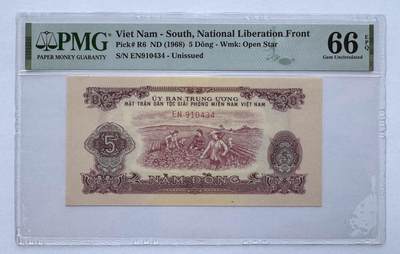 PMG
PAPER MONEY GUARANTY
Viet Nam - South, National Liberation Front
Pick# R6 ND (1968) 5 Dông - Wmk: Open Star
S/N EN910434 - Unissued
66 EPQ
Gem Uncirculated
ỦY BAN TRUNG ƯƠNG
MẶT TRẬN DÂN TỘC GIẢI PHÓNG MIỀN NAM VIỆT NAM
EN 910434
5
NĂM ĐỒNG